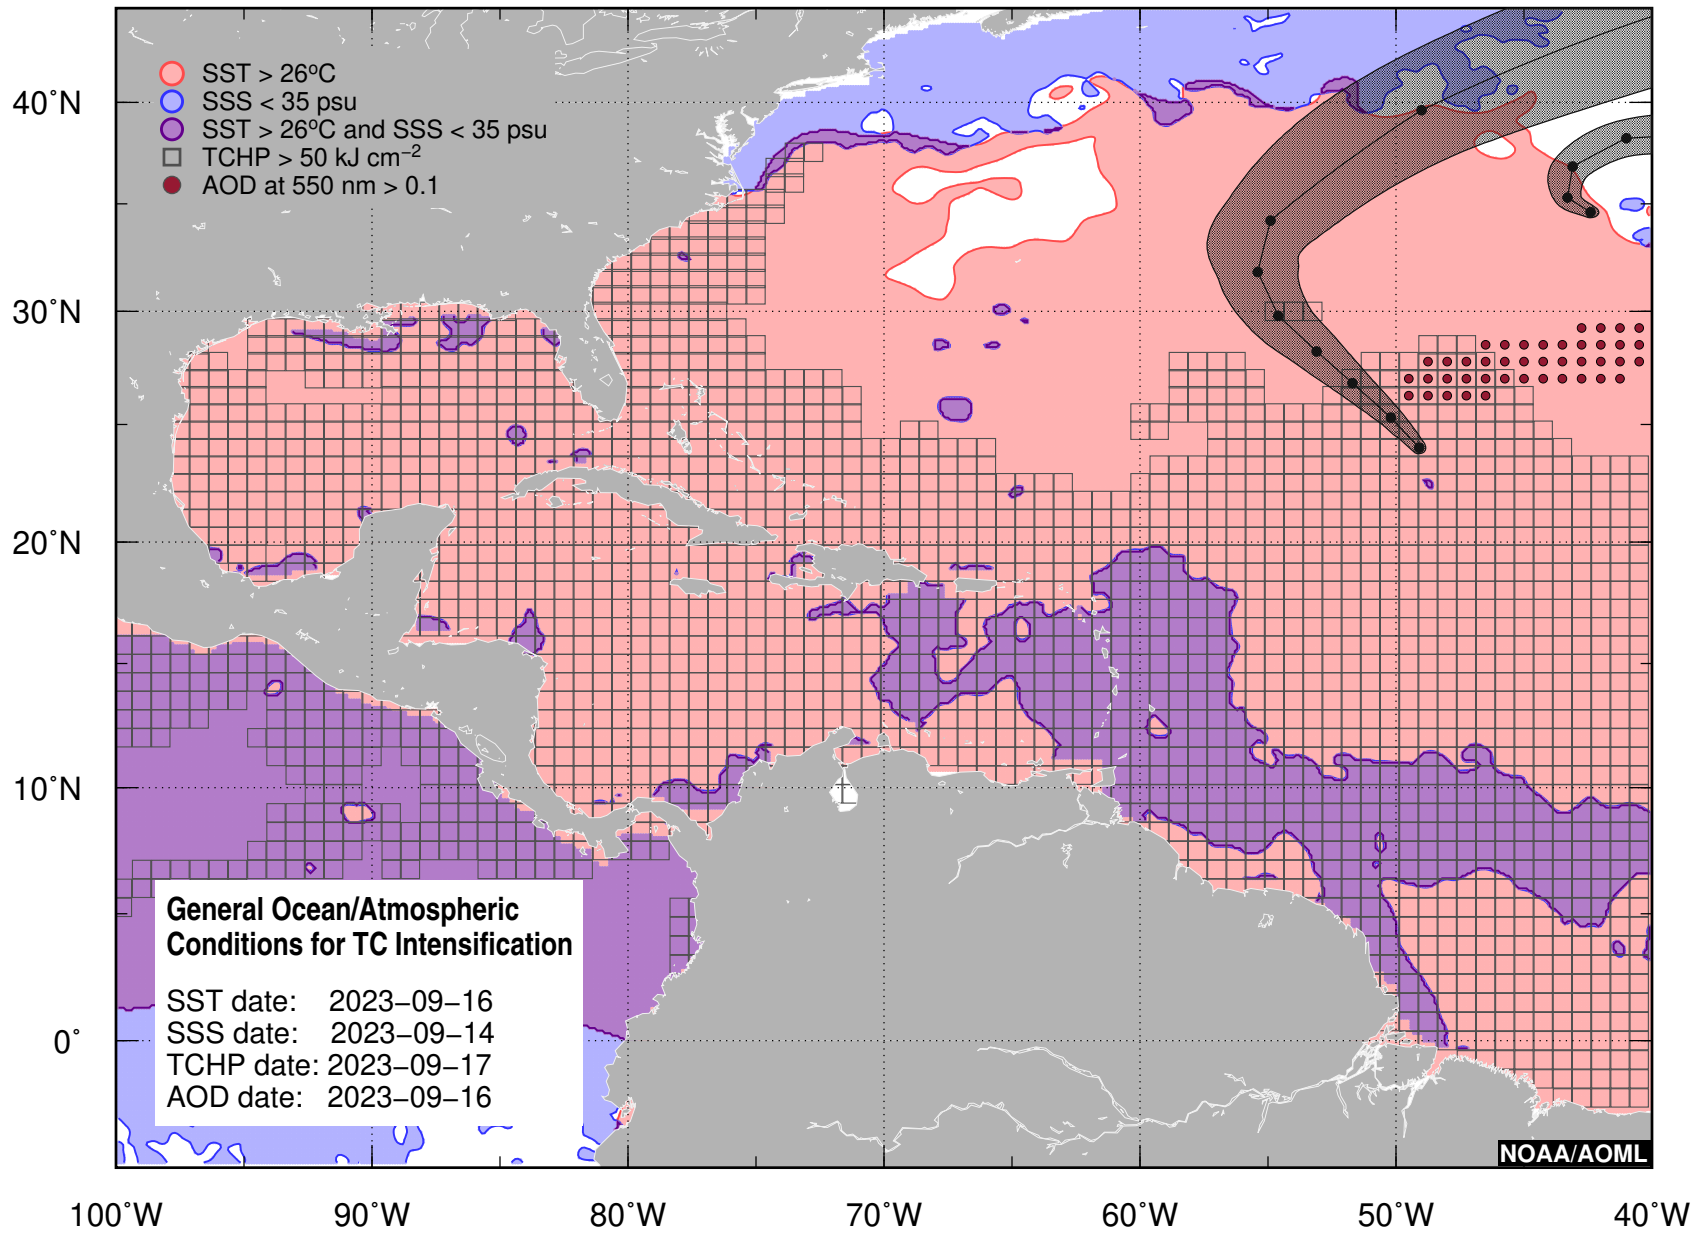 SST > 26°C
SSS < 35 psu
SST > 26°C and SSS < 35 psu
TCHP > 50 kJ cm⁻²
AOD at 550 nm > 0.1
40°N
30°N
20°N
10°N
0°
General Ocean/Atmospheric
Conditions for TC Intensification
SST date: 2023−09−16
SSS date: 2023−09−14
TCHP date: 2023−09−17
AOD date: 2023−09−16
NOAA/AOML
100°W 90°W 80°W 70°W 60°W 50°W 40°W